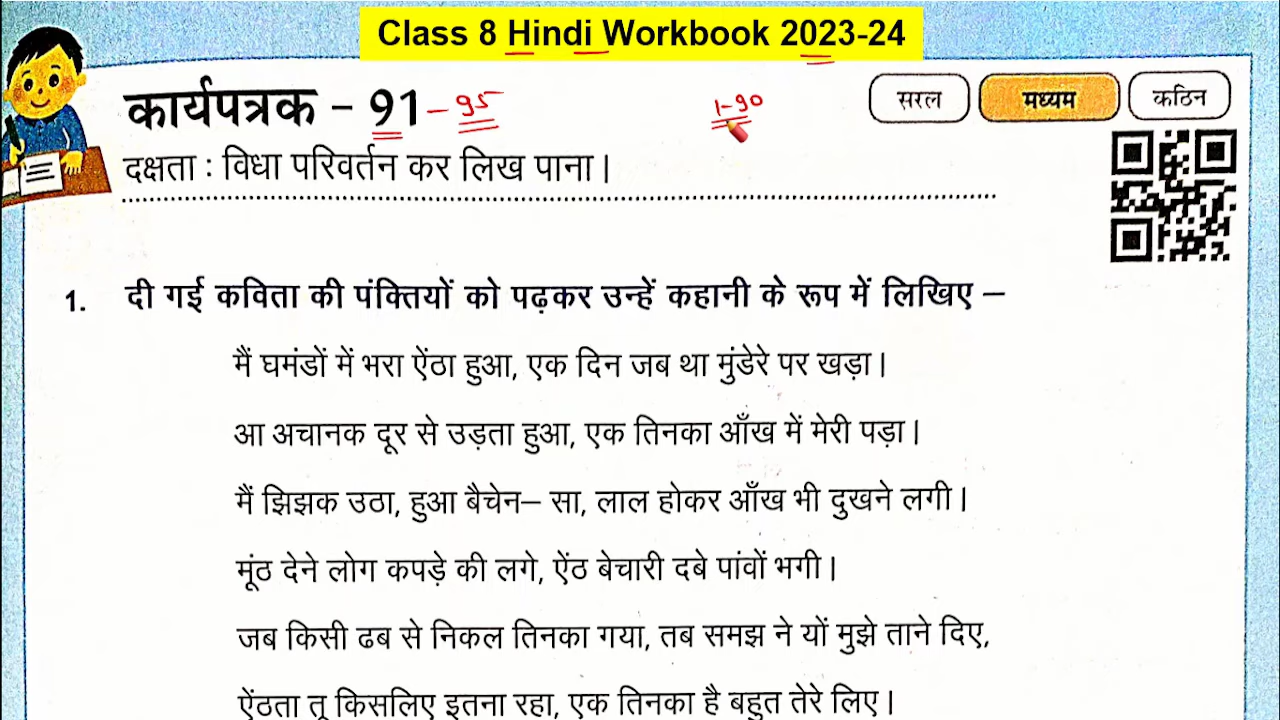 Class 8 Hindi Workbook 2023-24
कार्यपत्रक – 91 – 95
1-90
सरल
मध्यम
कठिन
दक्षता : विधा परिवर्तन कर लिख पाना।
1. दी गई कविता की पंक्तियों को पढ़कर उन्हें कहानी के रूप में लिखिए –
मैं घमंडों में भरा ऐंठा हुआ, एक दिन जब था मुंडेरे पर खड़ा।
आ अचानक दूर से उड़ता हुआ, एक तिनका आँख में मेरी पड़ा।
मैं झिझक उठा, हुआ बैचेन– सा, लाल होकर आँख भी दुखने लगी।
मूंठ देने लोग कपड़े की लगे, ऐंठ बेचारी दबे पांवों भगी।
जब किसी ढब से निकल तिनका गया, तब समझ ने यों मुझे ताने दिए,
ऐंठता तू किसलिए इतना रहा, एक तिनका है बहुत तेरे लिए।